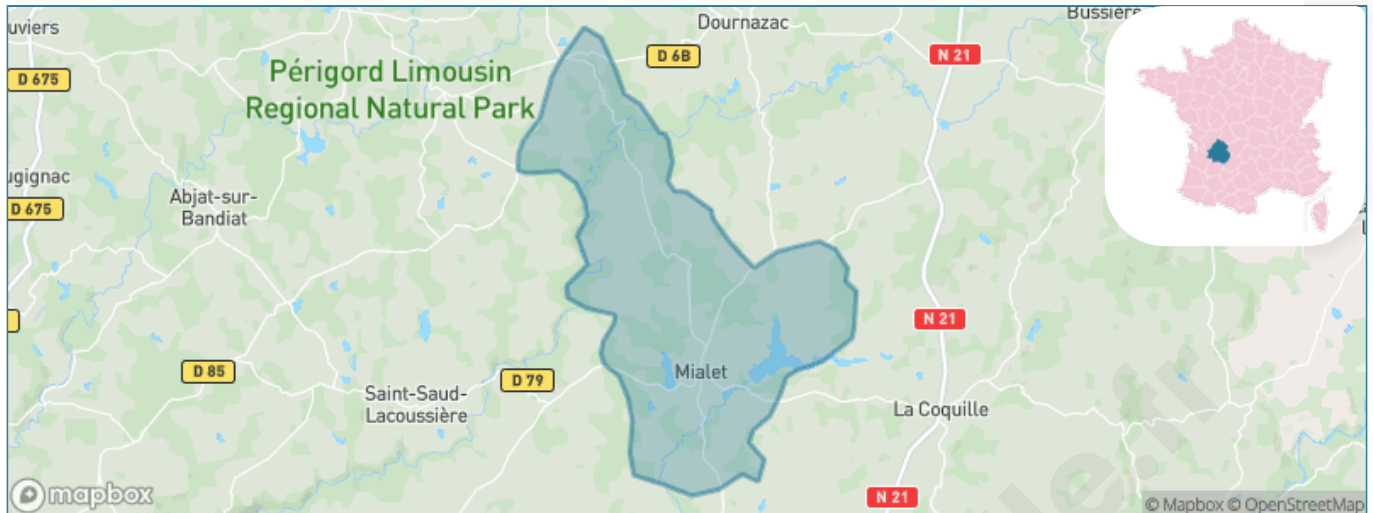 uviers
Dournazac
Bussière
D 6B
N 21
D 675
Périgord Limousin
Regional Natural Park
ugignac
D 675
Abjat-sur-
Bandiat
N 21
D 85
Mialet
D 79
Saint-Saud-
Lacoussière
La Coquille
N 21
mapbox
© Mapbox © OpenStreetMap